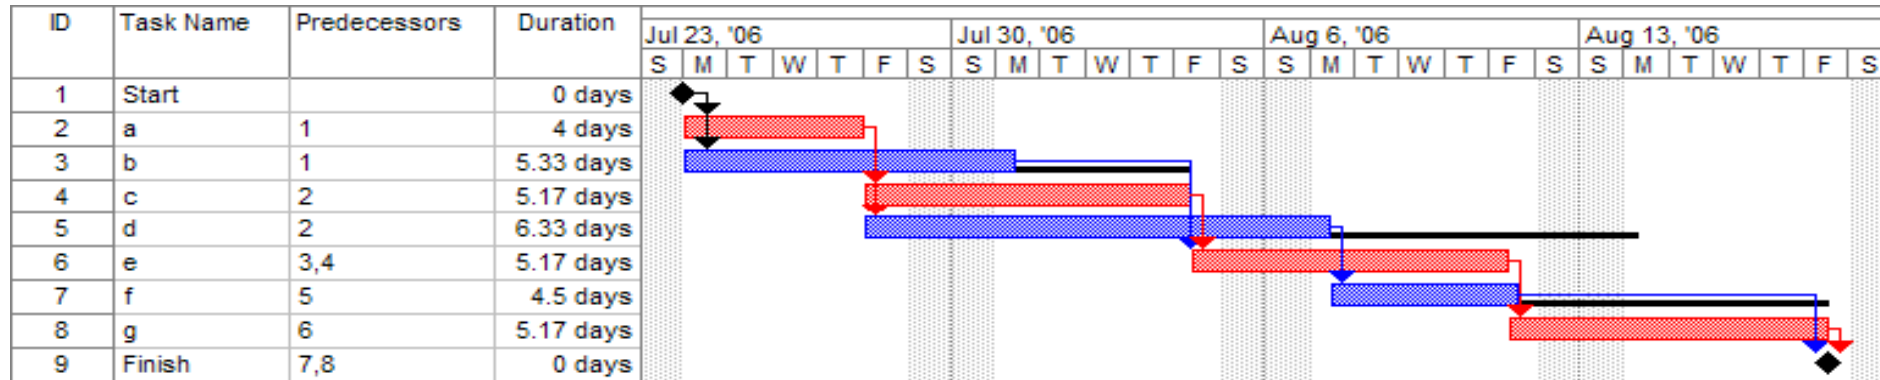 ID Task Name Predecessors Duration
Jul 23, '06 Jul 30, '06 Aug 6, '06 Aug 13, '06
S M T W T F S S M T W T F S S M T W T F S S M T W T F S
1 Start 0 days
2 a 1 4 days
3 b 1 5.33 days
4 c 2 5.17 days
5 d 2 6.33 days
6 e 3,4 5.17 days
7 f 5 4.5 days
8 g 6 5.17 days
9 Finish 7,8 0 days